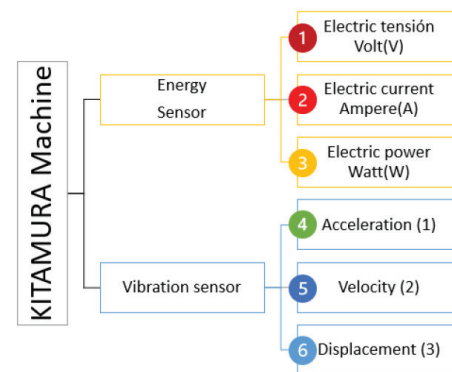 KITAMURA Machine
Energy
Sensor
1
Electric tensión
Volt(V)
2
Electric current
Ampere(A)
3
Electric power
Watt(W)
Vibration sensor
4
Acceleration (1)
5
Velocity (2)
6
Displacement (3)